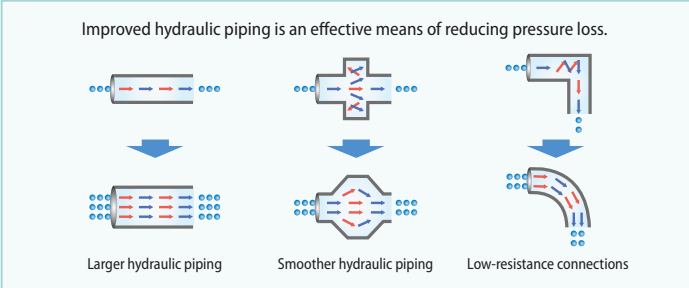 Improved hydraulic piping is an effective means of reducing pressure loss.
Larger hydraulic piping
Smoother hydraulic piping
Low-resistance connections